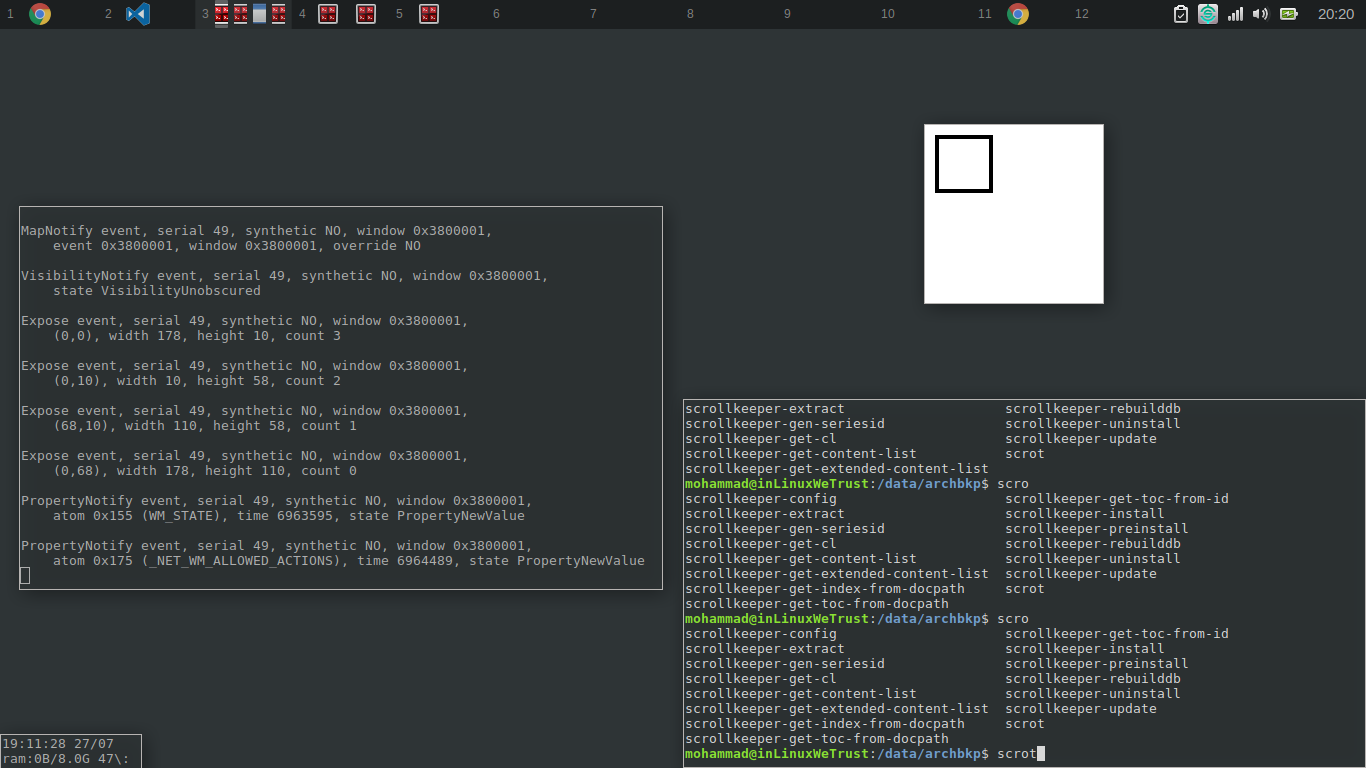 1 2 3 4 5 6 7 8 9 10 11 12 20:20
MapNotify event, serial 49, synthetic NO, window 0x3800001,
    event 0x3800001, window 0x3800001, override NO
VisibilityNotify event, serial 49, synthetic NO, window 0x3800001,
    state VisibilityUnobscured
Expose event, serial 49, synthetic NO, window 0x3800001,
    (0,0), width 178, height 10, count 3
Expose event, serial 49, synthetic NO, window 0x3800001,
    (0,10), width 10, height 58, count 2
Expose event, serial 49, synthetic NO, window 0x3800001,
    (68,10), width 110, height 58, count 1
Expose event, serial 49, synthetic NO, window 0x3800001,
    (0,68), width 178, height 110, count 0
PropertyNotify event, serial 49, synthetic NO, window 0x3800001,
    atom 0x155 (WM_STATE), time 6963595, state PropertyNewValue
PropertyNotify event, serial 49, synthetic NO, window 0x3800001,
    atom 0x175 (_NET_WM_ALLOWED_ACTIONS), time 6964489, state PropertyNewValue
scrollkeeper-extract                    scrollkeeper-rebuilddb
scrollkeeper-gen-seriesid               scrollkeeper-uninstall
scrollkeeper-get-cl                     scrollkeeper-update
scrollkeeper-get-content-list           scrot
scrollkeeper-get-extended-content-list
mohammad@inLinuxWeTrust:/data/archbkp$ scro
scrollkeeper-config                     scrollkeeper-get-toc-from-id
scrollkeeper-extract                    scrollkeeper-install
scrollkeeper-gen-seriesid               scrollkeeper-preinstall
scrollkeeper-get-cl                     scrollkeeper-rebuilddb
scrollkeeper-get-content-list           scrollkeeper-uninstall
scrollkeeper-get-extended-content-list  scrollkeeper-update
scrollkeeper-get-index-from-docpath     scrot
scrollkeeper-get-toc-from-docpath
mohammad@inLinuxWeTrust:/data/archbkp$ scro
scrollkeeper-config                     scrollkeeper-get-toc-from-id
scrollkeeper-extract                    scrollkeeper-install
scrollkeeper-gen-seriesid               scrollkeeper-preinstall
scrollkeeper-get-cl                     scrollkeeper-rebuilddb
scrollkeeper-get-content-list           scrollkeeper-uninstall
scrollkeeper-get-extended-content-list  scrollkeeper-update
scrollkeeper-get-index-from-docpath     scrot
scrollkeeper-get-toc-from-docpath
mohammad@inLinuxWeTrust:/data/archbkp$ scrot
19:11:28 27/07
ram:0B/8.0G 47\: